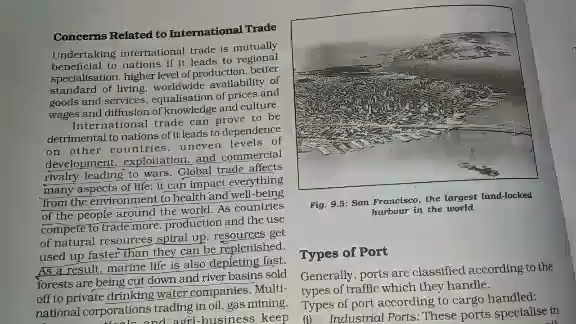 Concerns Related to International Trade
Undertaking international trade is mutually
beneficial to nations if it leads to regional
specialisation, higher level of production, better
standard of living, worldwide availability of
goods and services, equalisation of prices and
wages and diffusion of knowledge and culture.
International trade can prove to be
detrimental to nations of it leads to dependence
on other countries, uneven levels of
development, exploitation, and commercial
rivalry leading to wars. Global trade affects
many aspects of life; it can impact everything
from the environment to health and well-being
of the people around the world. As countries
compete to trade more, production and the use
of natural resources spiral up, resources get
used up faster than they can be replenished.
As a result, marine life is also depleting fast,
forests are being cut down and river basins sold
off to private drinking water companies. Multi-
national corporations trading in oil, gas mining,
and agri-business keep
Fig. 9.5: San Francisco, the largest land-locked
harbour in the world
Types of Port
Generally, ports are classified according to the
types of traffic which they handle.
Types of port according to cargo handled:
(i) Industrial Ports: These ports specialise in